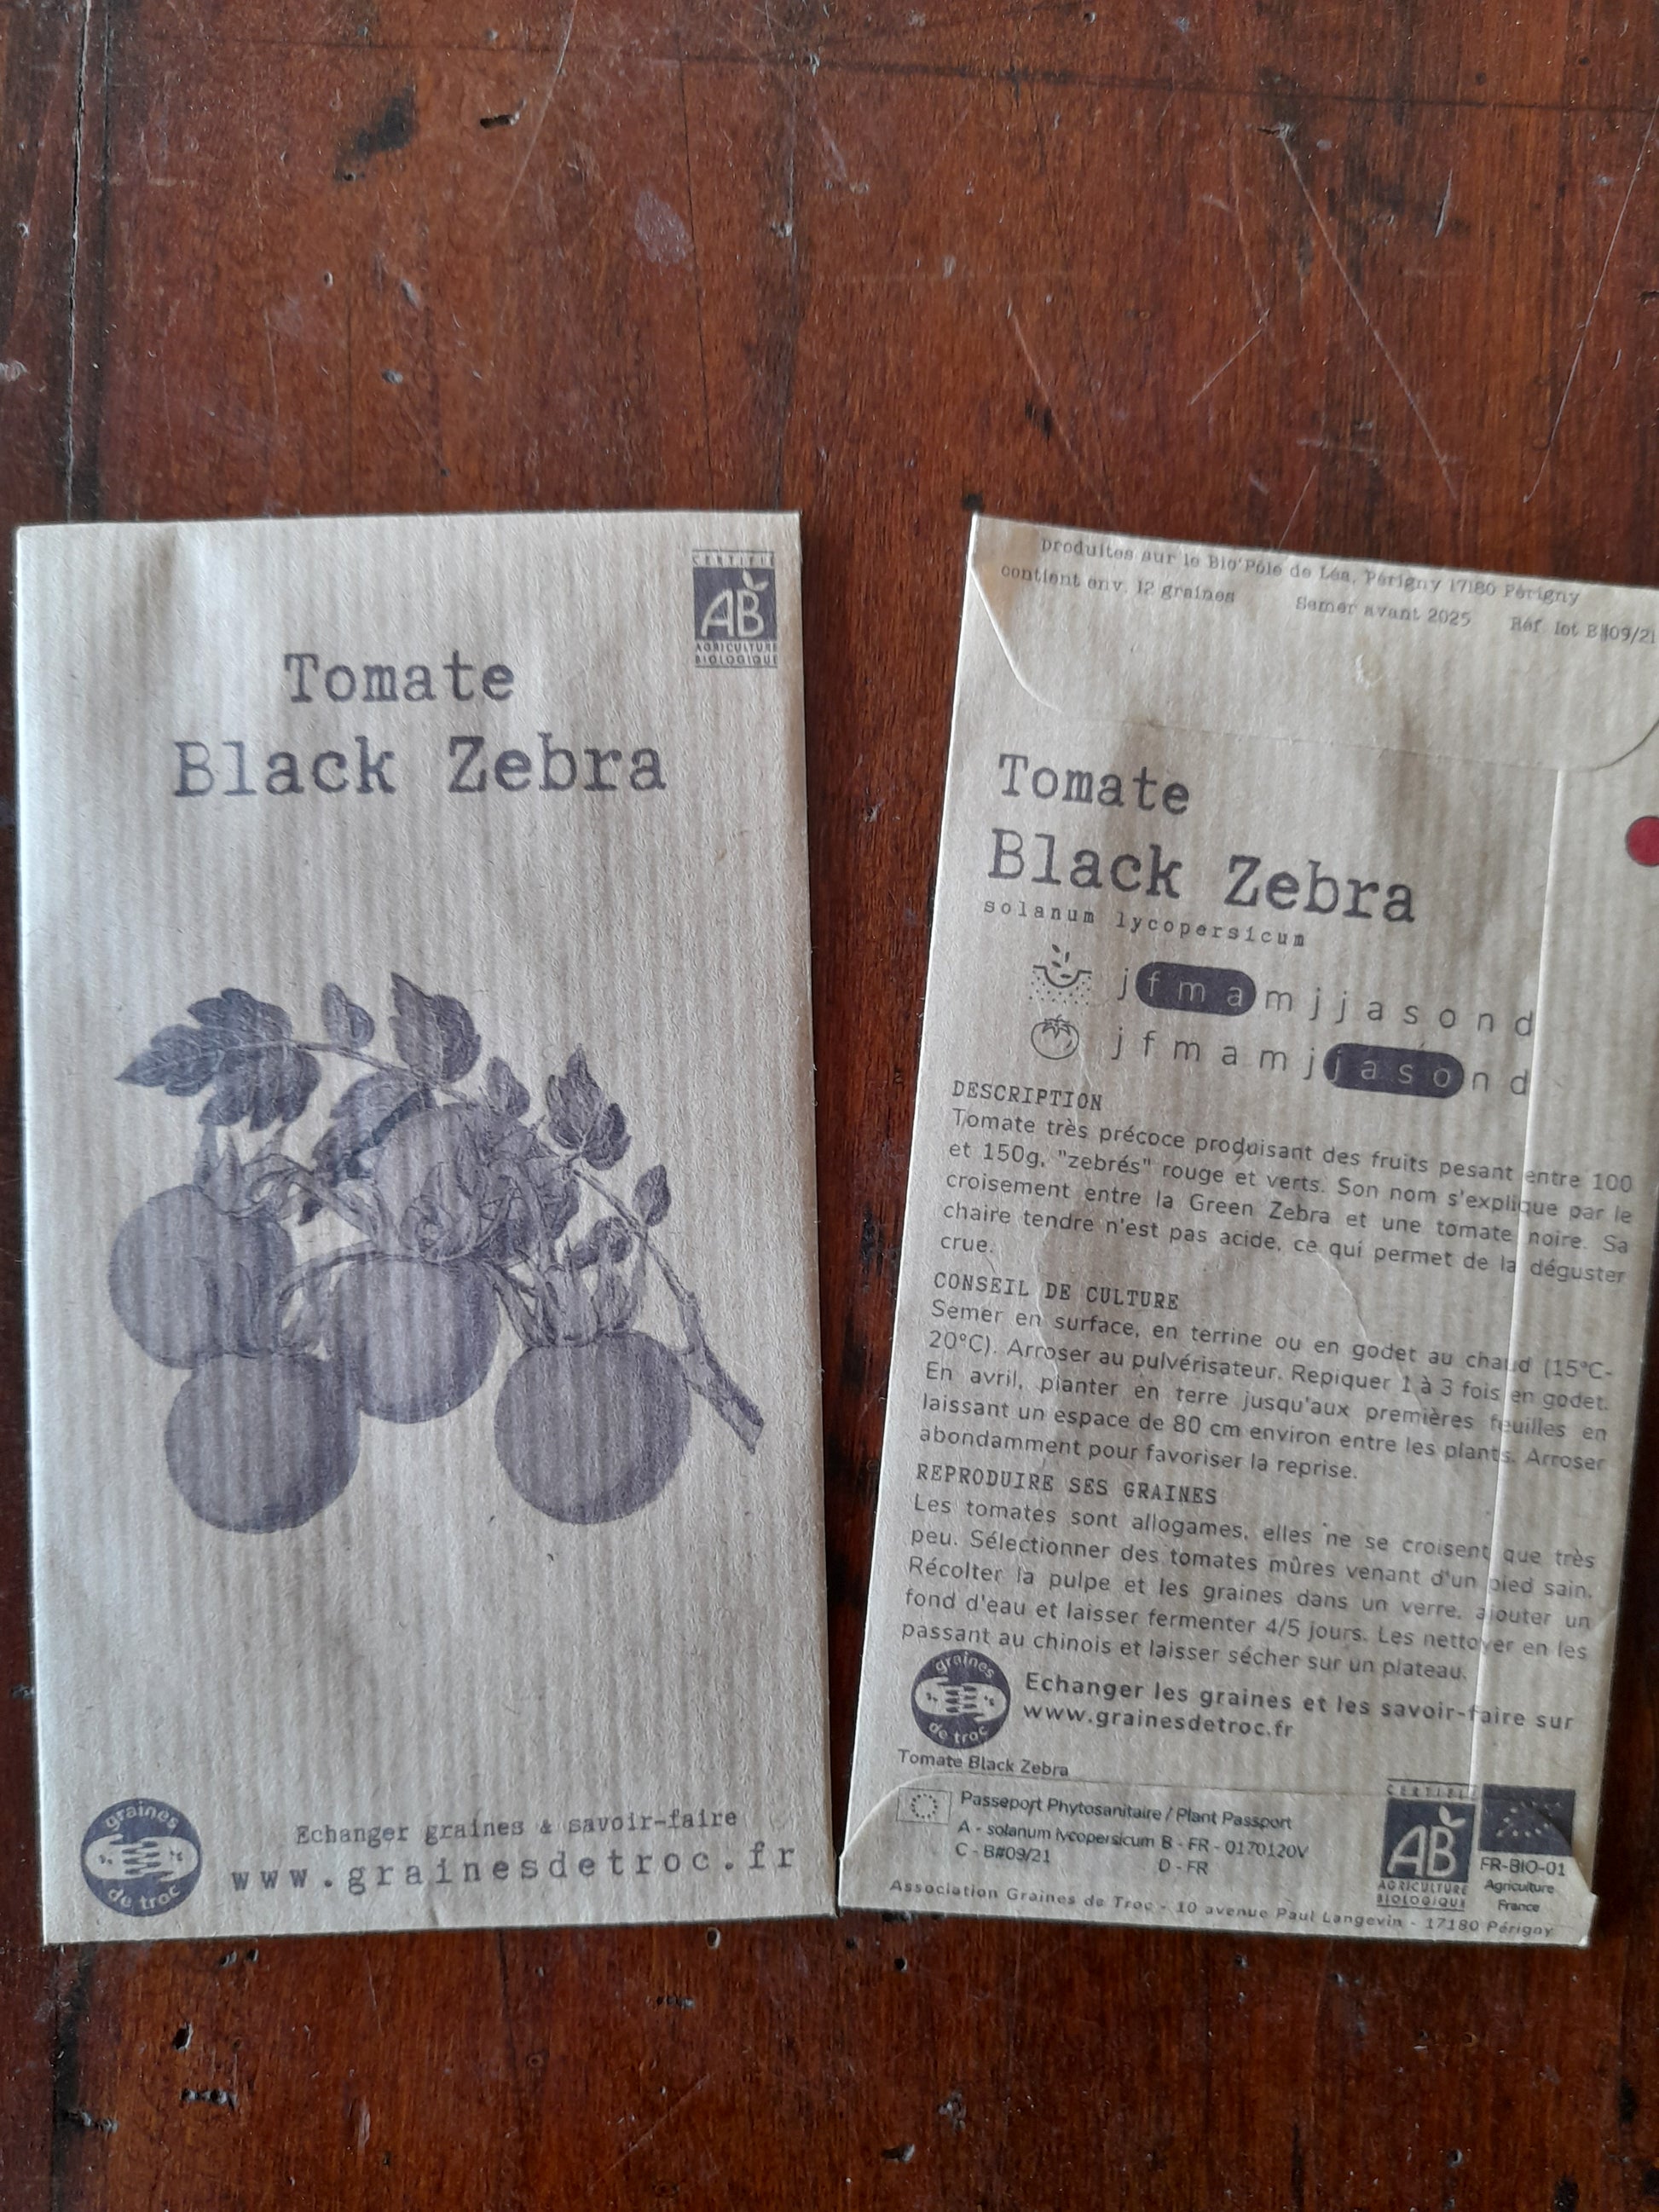 CERTIFIÉ
AB
AGRICULTURE
BIOLOGIQUE
Tomate
Black Zebra
graines
de troc
Echanger graines & savoir-faire
www.grainesdetroc.fr
produites sur le Bio'Pôle de Léa, Périgny 17180 Périgny
contient env. 12 graines Semer avant 2025 Réf. lot B#09/21
Tomate
Black Zebra
solanum lycopersicum
j f m a m j j a s o n d
j f m a m j j a s o n d
DESCRIPTION
Tomate très précoce produisant des fruits pesant entre 100
et 150g, "zebrés" rouge et verts. Son nom s'explique par le
croisement entre la Green Zebra et une tomate noire. Sa
chaire tendre n'est pas acide, ce qui permet de la déguster
crue.
CONSEIL DE CULTURE
Semer en surface, en terrine ou en godet au chaud (15°C-
20°C). Arroser au pulvérisateur. Repiquer 1 à 3 fois en godet.
En avril, planter en terre jusqu'aux premières feuilles en
laissant un espace de 80 cm environ entre les plants. Arroser
abondamment pour favoriser la reprise.
REPRODUIRE SES GRAINES
Les tomates sont allogames, elles ne se croisent que très
peu. Sélectionner des tomates mûres venant d'un pied sain.
Récolter la pulpe et les graines dans un verre, ajouter un
fond d'eau et laisser fermenter 4/5 jours. Les nettoyer en les
passant au chinois et laisser sécher sur un plateau.
graines
de troc
Echanger les graines et les savoir-faire sur
www.grainesdetroc.fr
Tomate Black Zebra
Passeport Phytosanitaire / Plant Passport
A - solanum lycopersicum B - FR - 0170120V
C - B#09/21 D - FR
CERTIFIÉ
AB
AGRICULTURE
BIOLOGIQUE
FR-BIO-01
Agriculture
France
Association Graines de Troc - 10 avenue Paul Langevin - 17180 Périgny